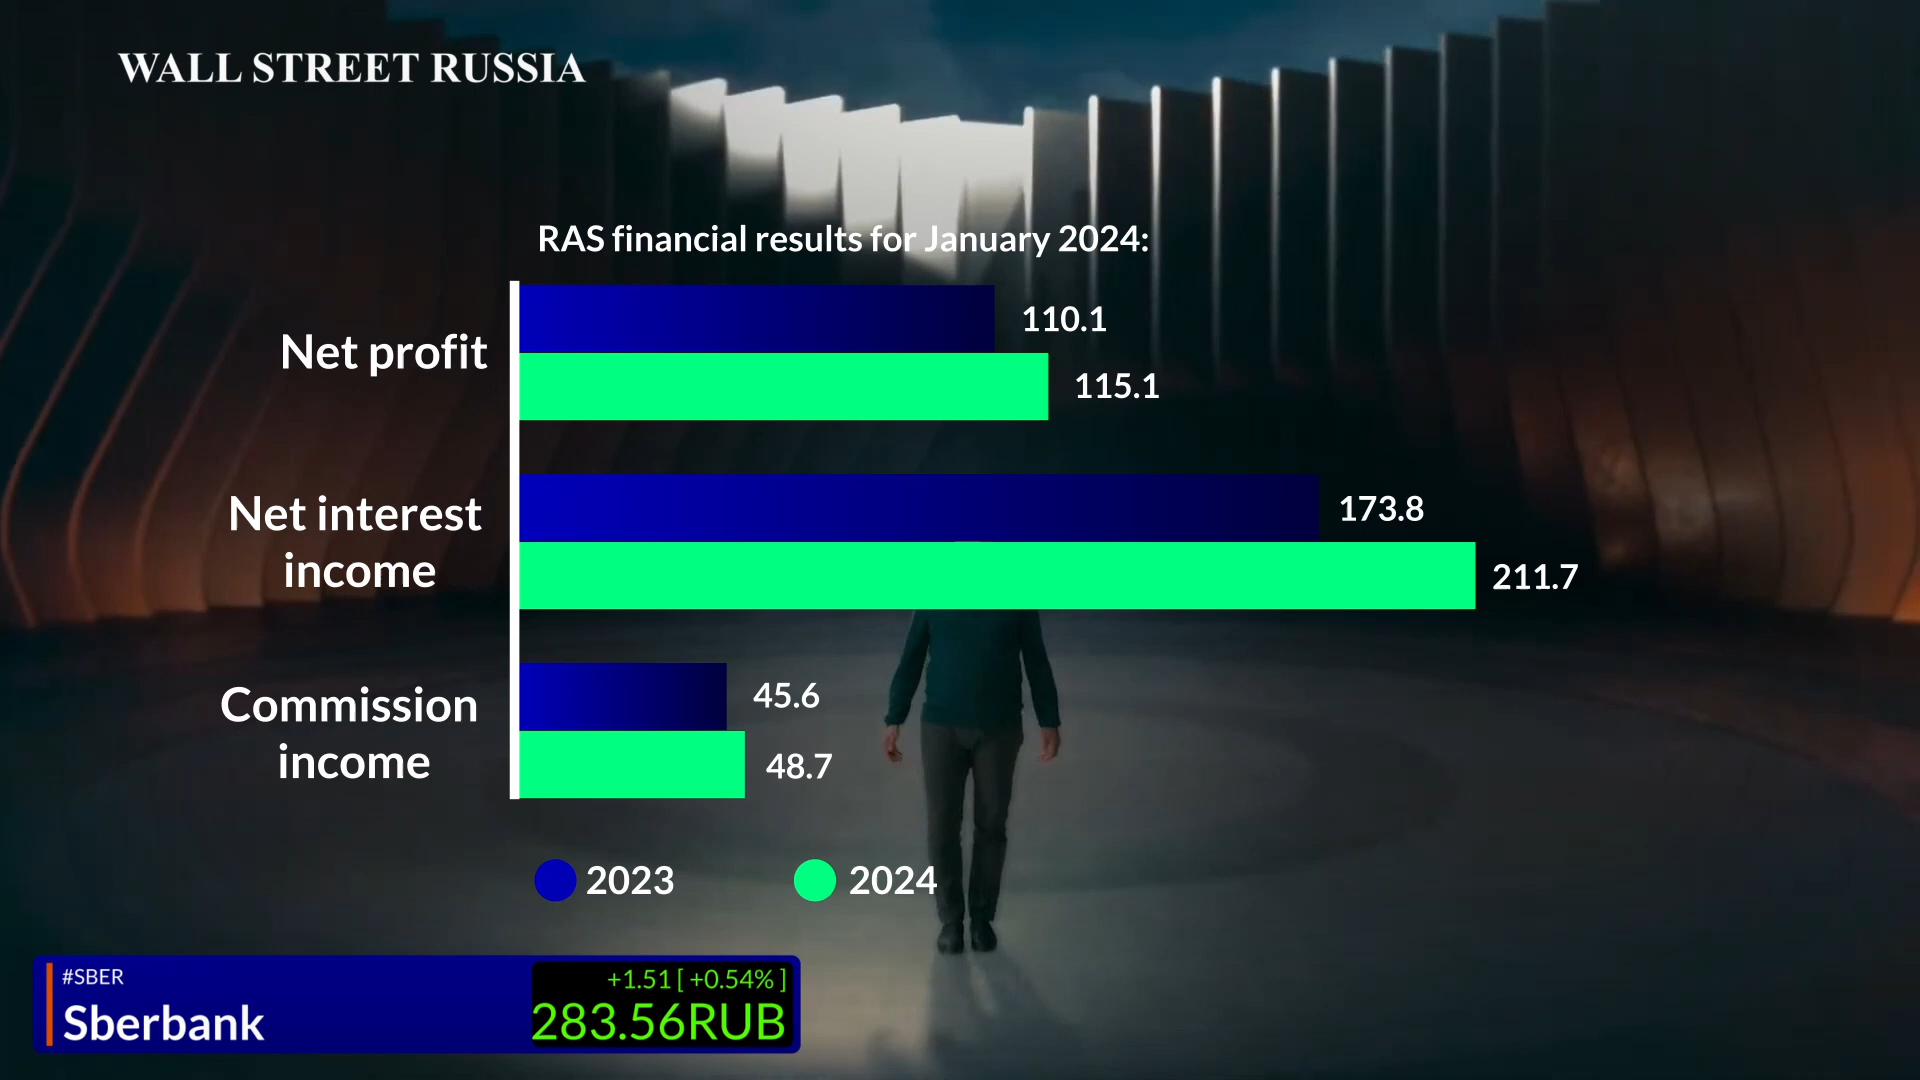 WALL STREET RUSSIA
RAS financial results for January 2024:
Net profit
110.1
115.1
Net interest
income
173.8
211.7
Commission
income
45.6
48.7
2023
2024
#SBER
Sberbank
+1.51 [ +0.54% ]
283.56RUB